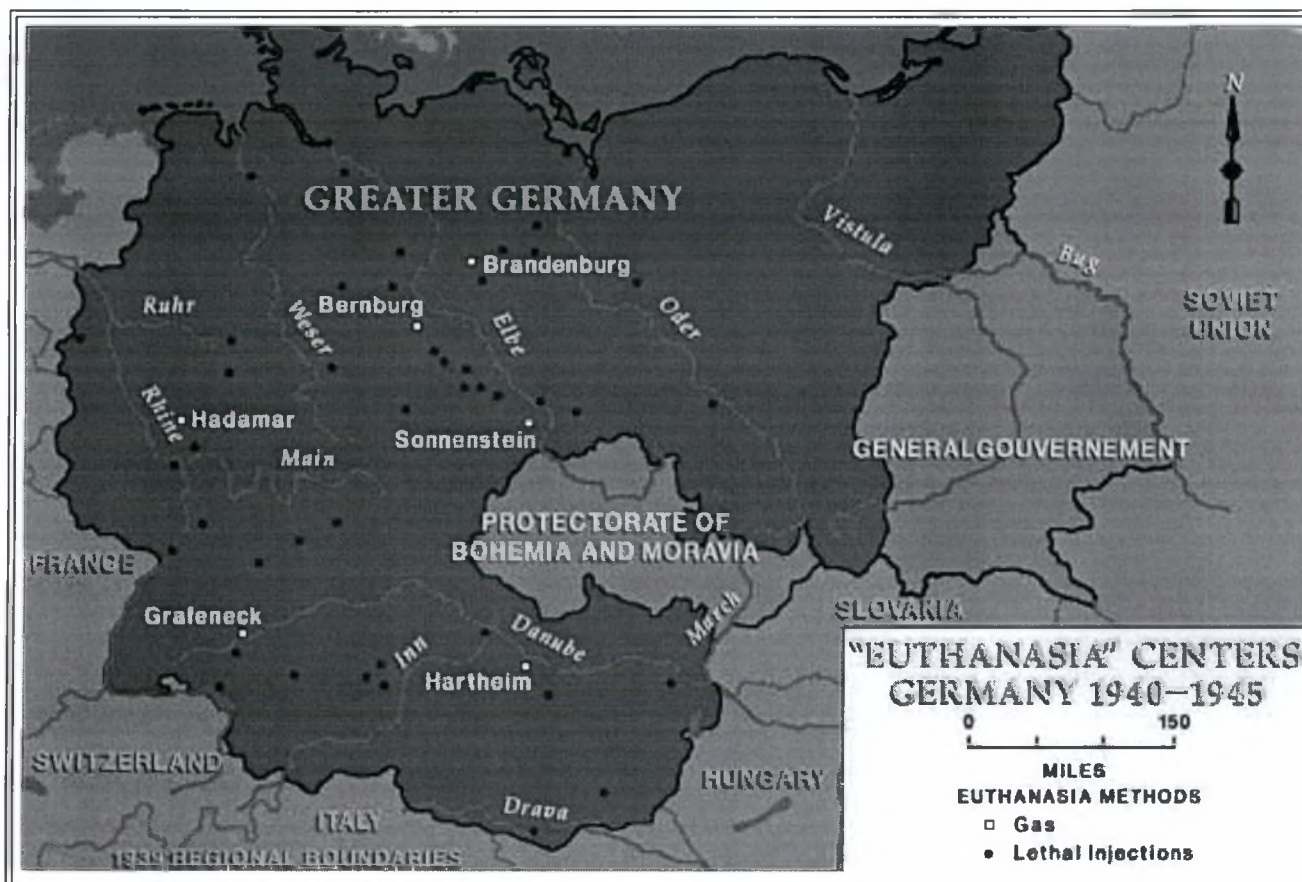 N
GREATER GERMANY
Vistula
Bug
SOVIET
UNION
Brandenburg
Ruhr
Bernburg
Weser
Elbe
Oder
Rhine
Hadamar
Main
Sonnenstein
GENERALGOUVERNEMENT
PROTECTORATE OF
BOHEMIA AND MORAVIA
FRANCE
Grafeneck
Inn
Danube
March
SLOVAKIA
Hartheim
SWITZERLAND
HUNGARY
Drava
ITALY
1939 REGIONAL BOUNDARIES
"EUTHANASIA" CENTERS
GERMANY 1940–1945
0 150
MILES
EUTHANASIA METHODS
Gas
Lethal Injections